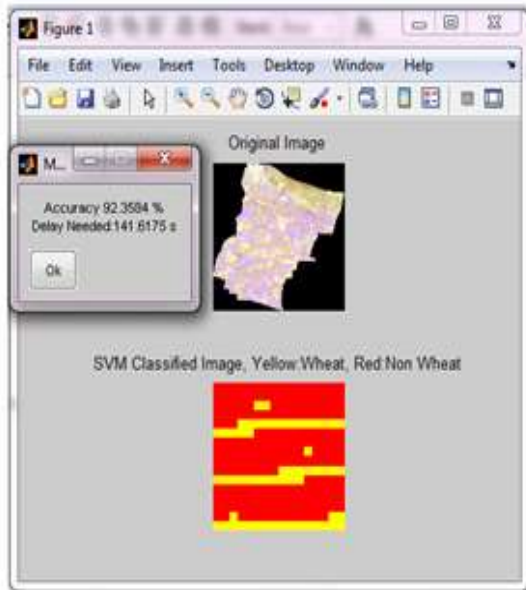 Figure 1
File Edit View Insert Tools Desktop Window Help
Original Image
M...
Accuracy 92.3584 %
Delay Needed:141.6175 s
Ok
SVM Classified Image, Yellow:Wheat, Red:Non Wheat